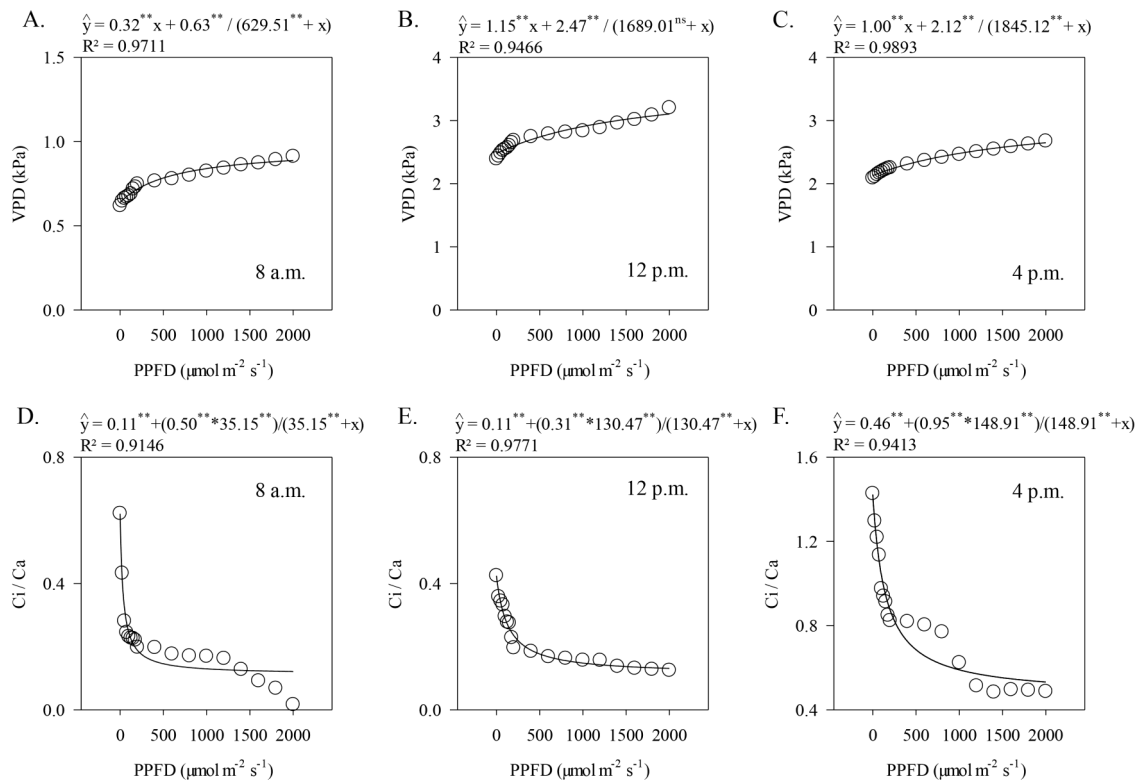 A.
ŷ = 0.32**x + 0.63** / (629.51** + x)
R² = 0.9711
1.5
1.0
0.5
0.0
VPD (kPa)
8 a.m.
0 500 1000 1500 2000
PPFD (μmol m⁻² s⁻¹)
B.
ŷ = 1.15**x + 2.47** / (1689.01ⁿˢ + x)
R² = 0.9466
4
3
2
1
0
VPD (kPa)
12 p.m.
0 500 1000 1500 2000
PPFD (μmol m⁻² s⁻¹)
C.
ŷ = 1.00**x + 2.12** / (1845.12** + x)
R² = 0.9893
4
3
2
1
0
VPD (kPa)
4 p.m.
0 500 1000 1500 2000
PPFD (μmol m⁻² s⁻¹)
D.
ŷ = 0.11**+(0.50***35.15**)/(35.15**+x)
R² = 0.9146
0.8
0.4
0.0
Ci / Ca
8 a.m.
0 500 1000 1500 2000
PPFD (μmol m⁻² s⁻¹)
E.
ŷ = 0.11**+(0.31***130.47**)/(130.47**+x)
R² = 0.9771
0.8
0.4
0.0
Ci / Ca
12 p.m.
0 500 1000 1500 2000
PPFD (μmol m⁻² s⁻¹)
F.
ŷ = 0.46**+(0.95***148.91**)/(148.91**+x)
R² = 0.9413
1.6
1.2
0.8
0.4
Ci / Ca
4 p.m.
0 500 1000 1500 2000
PPFD (μmol m⁻² s⁻¹)